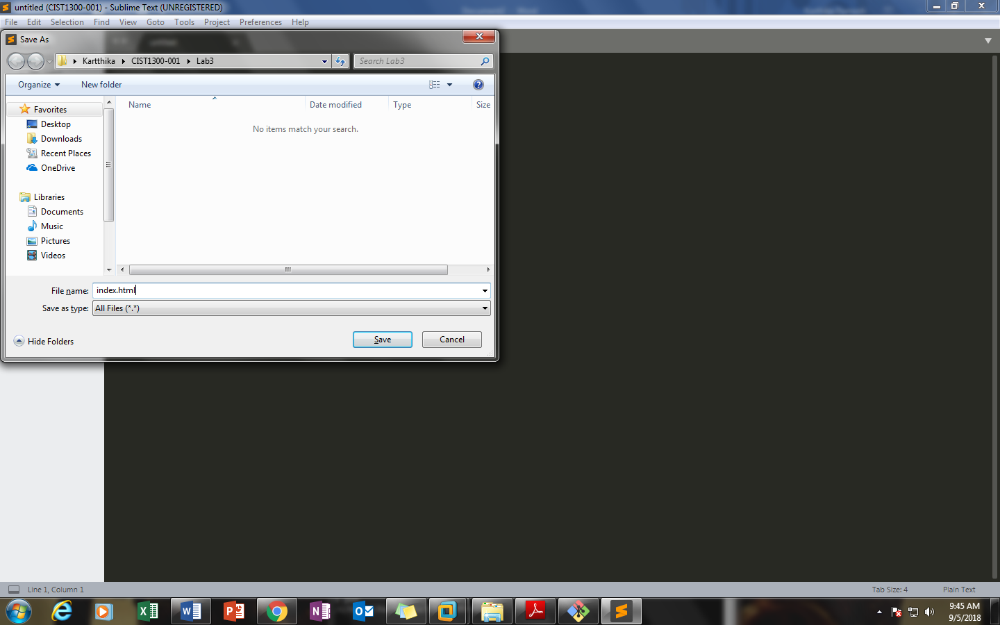 untitled (CIST1300-001) - Sublime Text (UNREGISTERED)
File Edit Selection Find View Goto Tools Project Preferences Help
Save As
Kartthika CIST1300-001 Lab3
Search Lab3
Organize New folder
Name Date modified Type Size
No items match your search.
Favorites
Desktop
Downloads
Recent Places
OneDrive
Libraries
Documents
Music
Pictures
Videos
File name: index.html
Save as type: All Files (*.*)
Hide Folders
Save Cancel
Line 1, Column 1
Tab Size: 4 Plain Text
9:45 AM
9/5/2018